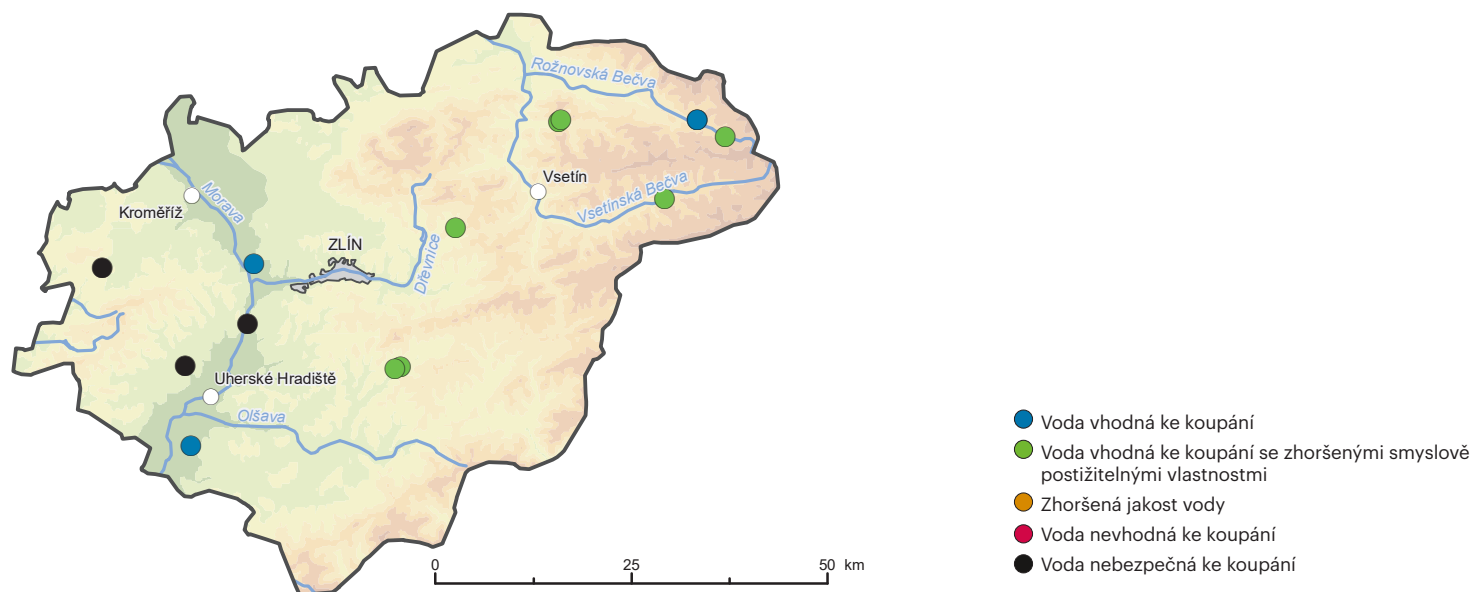 Rožnovská Bečva
Vsetín
Vsetínská Bečva
Morava
Kroměříž
ZLÍN
Dřevnice
Uherské Hradiště
Olšava
0 25 50 km
Voda vhodná ke koupání
Voda vhodná ke koupání se zhoršenými smyslově
postižitelnými vlastnostmi
Zhoršená jakost vody
Voda nevhodná ke koupání
Voda nebezpečná ke koupání